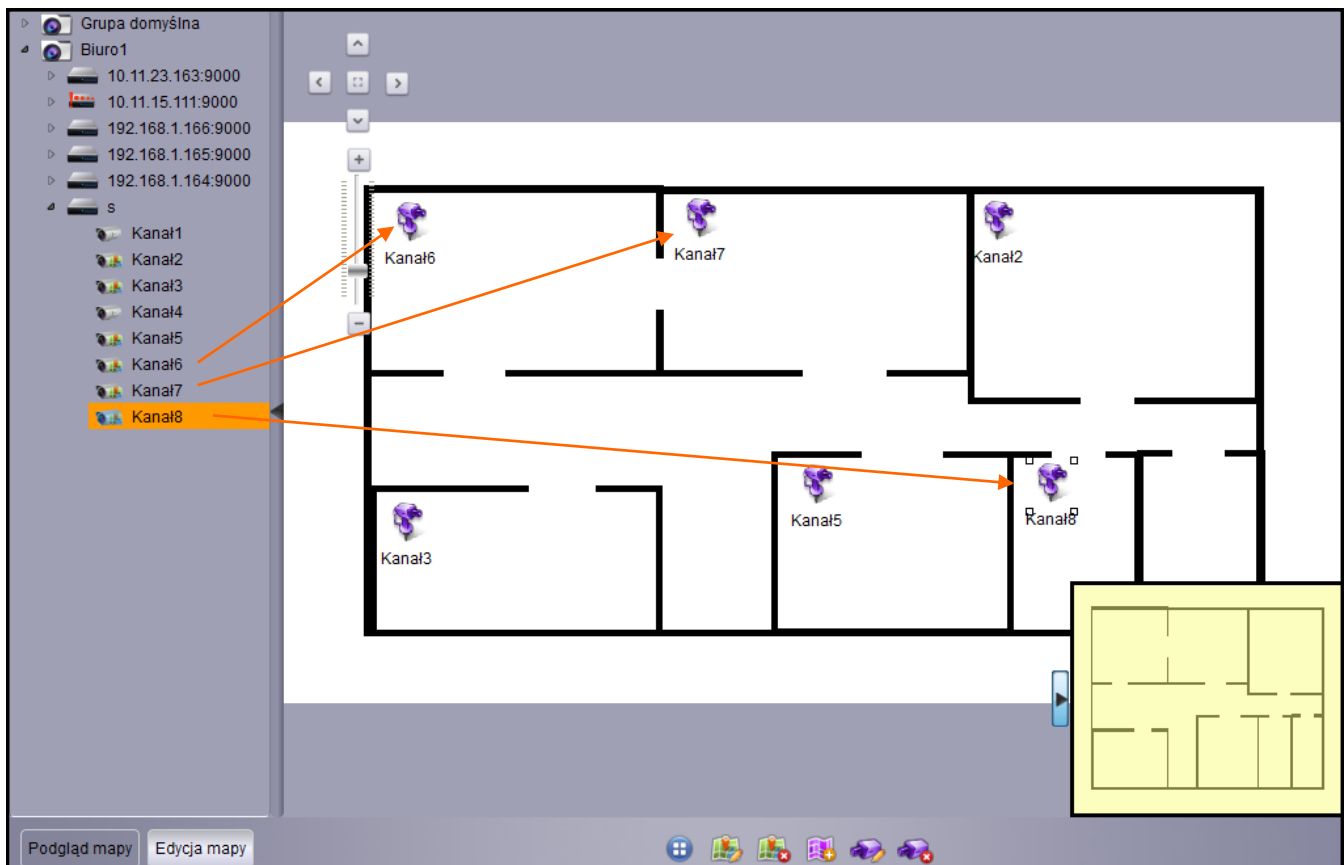 Grupa domyślna
Biuro1
10.11.23.163:9000
10.11.15.111:9000
192.168.1.166:9000
192.168.1.165:9000
192.168.1.164:9000
s
Kanał1
Kanał2
Kanał3
Kanał4
Kanał5
Kanał6
Kanał7
Kanał8
Kanał6
Kanał7
Kanał2
Kanał3
Kanał5
Kanał8
Podgląd mapy
Edycja mapy